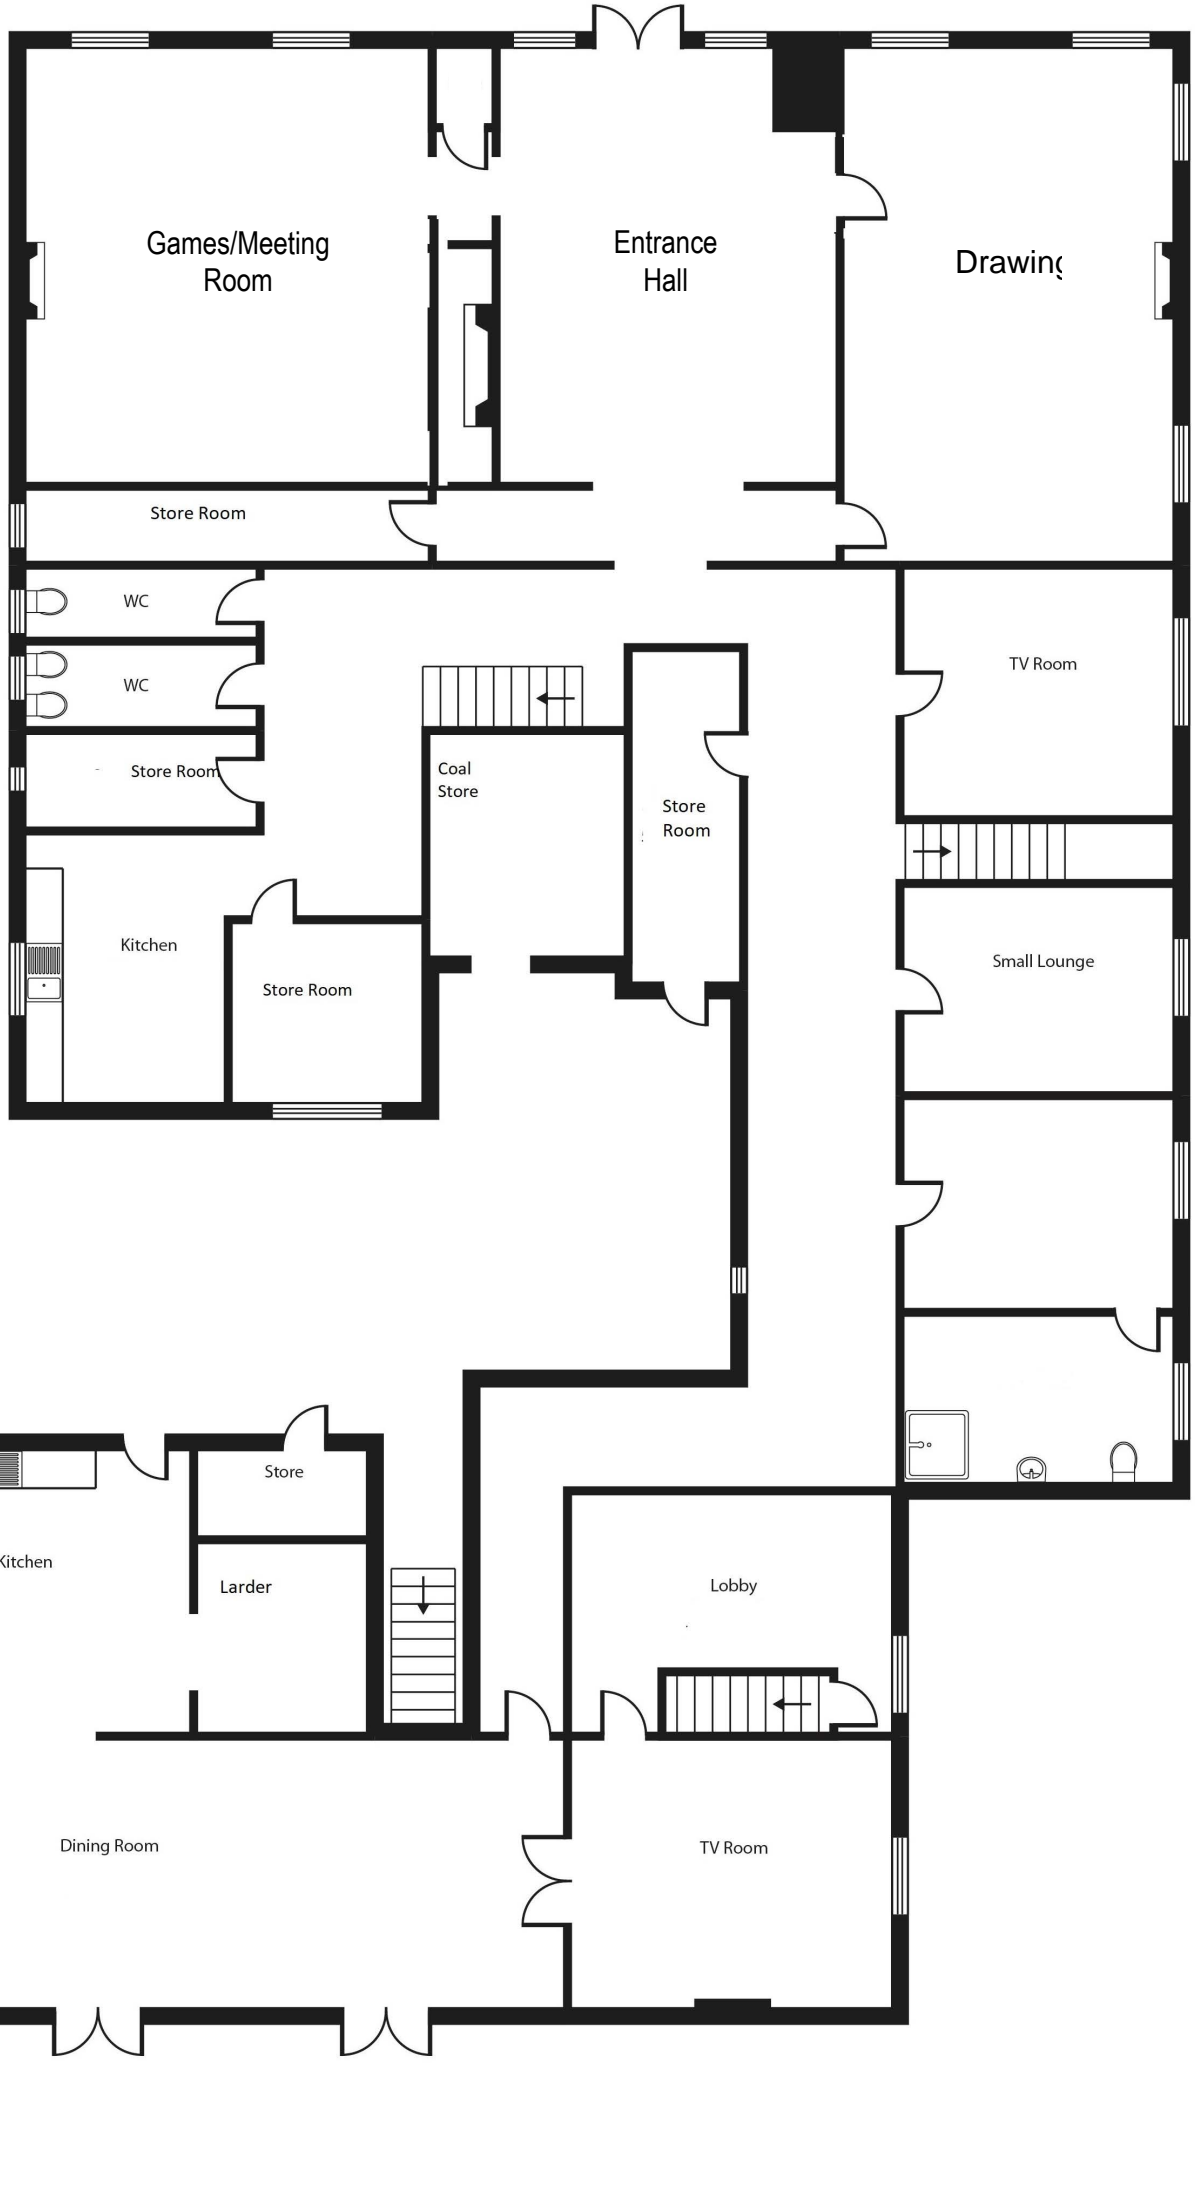 Games/Meeting
Room
Entrance
Hall
Drawing
Store Room
WC
WC
TV Room
Store Room
Coal
Store
Store
Room
Kitchen
Small Lounge
Store Room
Store
Kitchen
Larder
Lobby
Dining Room
TV Room